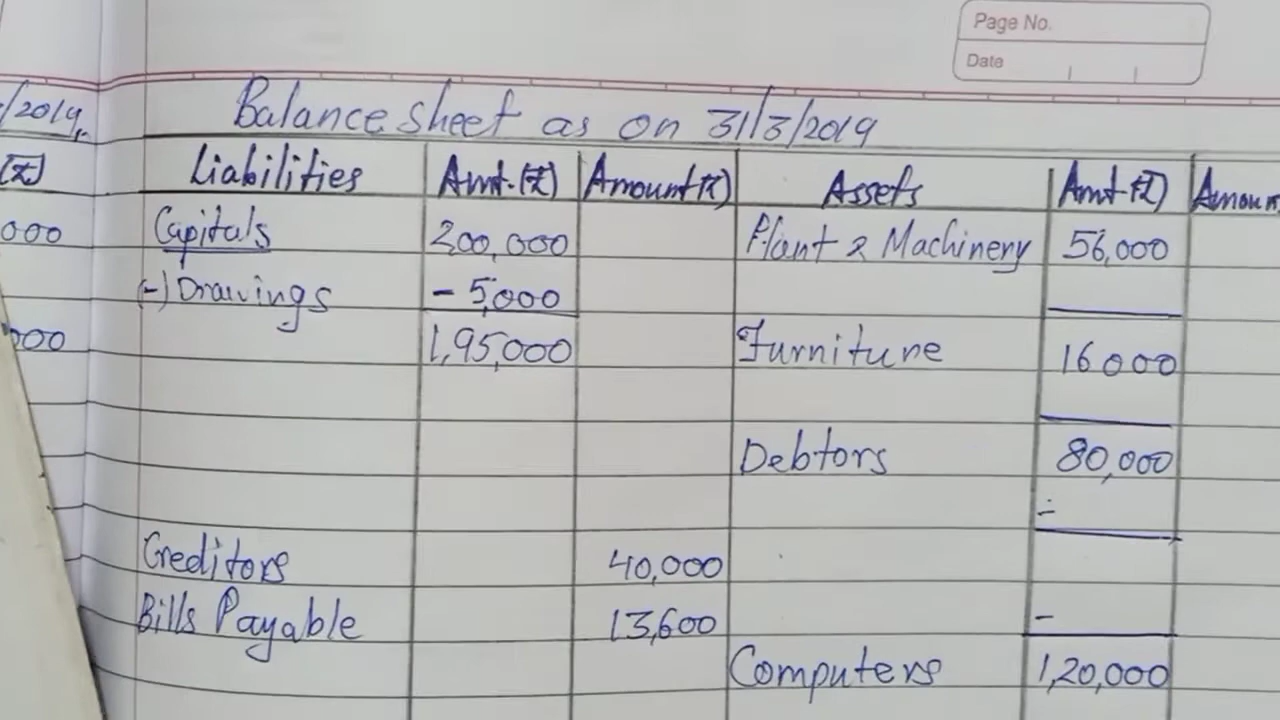 Page No.
Date
/2019
Balance sheet as on 31/3/2019
(₹) Liabilities Amt.(₹) Amount(₹) Assets Amt(₹) Amoun
000 Capitals 200,000 Plant & Machinery 56,000
(-) Drawings - 5,000
000 1,95,000 Furniture 16000
Debtors 80,000
-
Creditors 40,000
Bills Payable 13,600 -
Computers 1,20,000